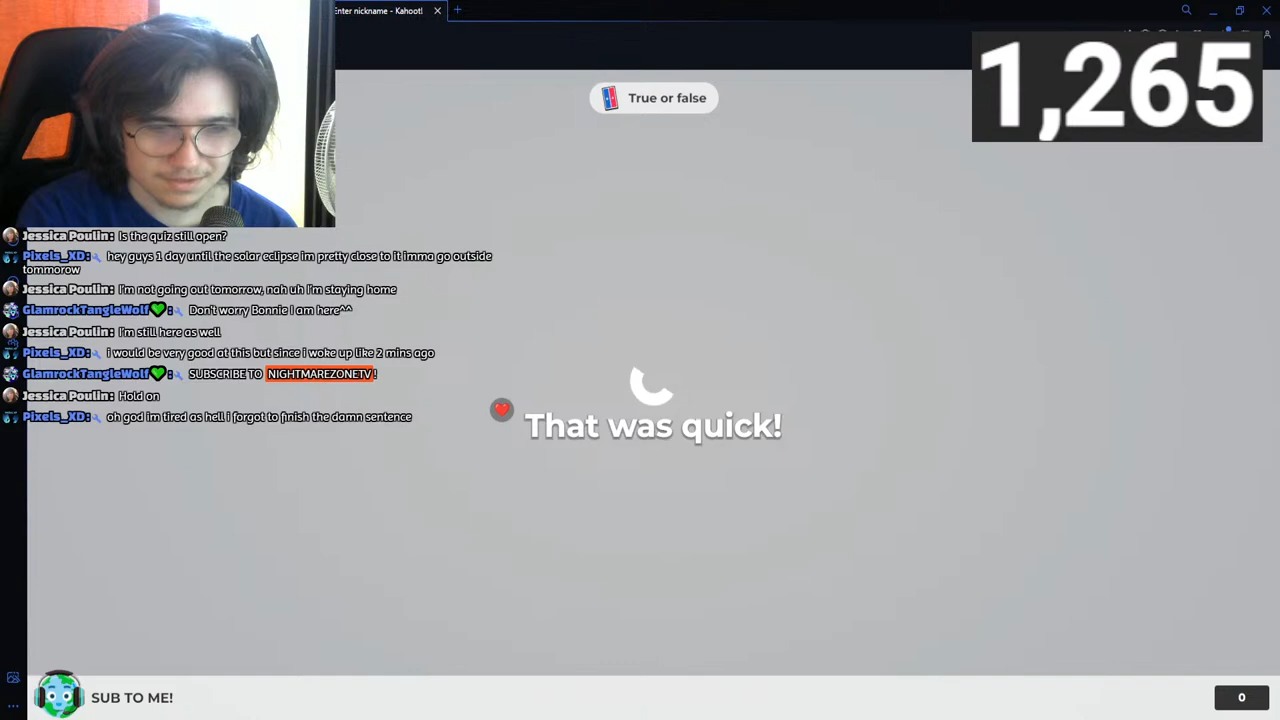 Enter nickname - Kahoot!
True or false
1,265
Jessica Poulin: Is the quiz still open?
Pixels_XD: hey guys 1 day until the solar eclipse im pretty close to it imma go outside
tommorow
Jessica Poulin: I'm not going out tomorrow, nah uh I'm staying home
GlamrockTangleWolf💚: Don't worry Bonnie I am here^^
Jessica Poulin: I'm still here as well
Pixels_XD: i would be very good at this but since i woke up like 2 mins ago
GlamrockTangleWolf💚: SUBSCRIBE TO NIGHTMAREZONETV!
Jessica Poulin: Hold on
Pixels_XD: oh god im tired as hell i forgot to finish the damn sentence
That was quick!
SUB TO ME!
0